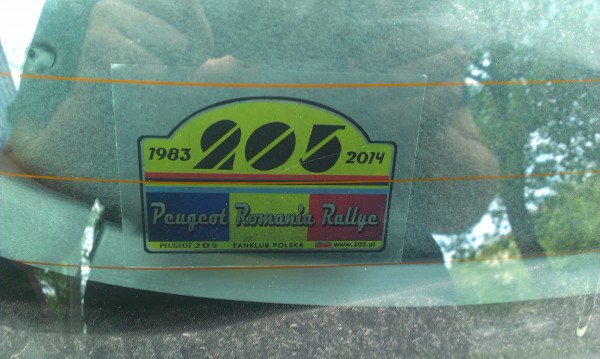 1983 205 2014
Peugeot Romania Rallye
PEUGEOT 205 FANKLUB POLSKA www.205.pl